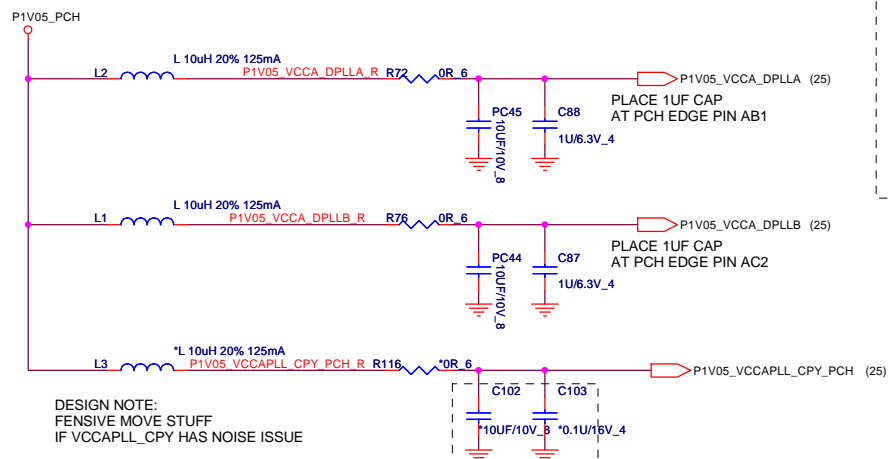 P1V05_PCH
L2
L 10uH 20% 125mA
P1V05_VCCA_DPLLA_R
R72
0R_6
P1V05_VCCA_DPLLA (25)
PLACE 1UF CAP
AT PCH EDGE PIN AB1
PC45
10UF/10V_8
C88
1U/6.3V_4
L1
L 10uH 20% 125mA
P1V05_VCCA_DPLLB_R
R76
0R_6
P1V05_VCCA_DPLLB (25)
PLACE 1UF CAP
AT PCH EDGE PIN AC2
PC44
10UF/10V_8
C87
1U/6.3V_4
L3
*L 10uH 20% 125mA
P1V05_VCCAPLL_CPY_PCH_R
R116
*0R_6
P1V05_VCCAPLL_CPY_PCH (25)
C102
*10UF/10V_8
C103
*0.1U/16V_4
DESIGN NOTE:
FENSIVE MOVE STUFF
IF VCCAPLL_CPY HAS NOISE ISSUE